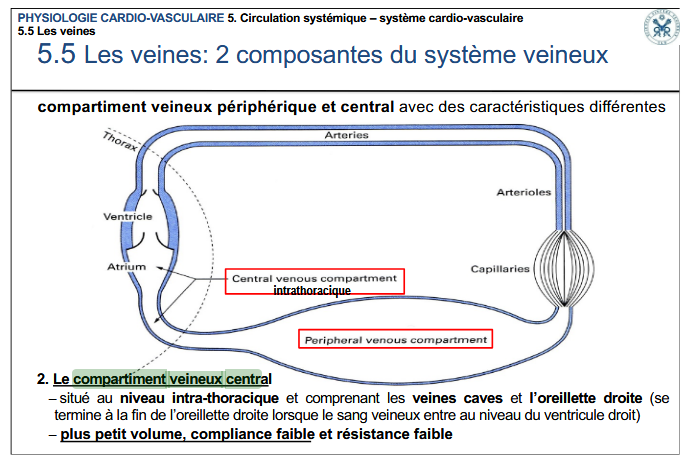 PHYSIOLOGIE CARDIO-VASCULAIRE 5. Circulation systémique – système cardio-vasculaire
5.5 Les veines
5.5 Les veines: 2 composantes du système veineux
compartiment veineux périphérique et central avec des caractéristiques différentes
Thorax
Arteries
Arterioles
Ventricle
Atrium
Capillaries
Central venous compartment
intrathoracique
Peripheral venous compartment
2. Le compartiment veineux central
– situé au niveau intra-thoracique et comprenant les veines caves et l'oreillette droite (se
termine à la fin de l'oreillette droite lorsque le sang veineux entre au niveau du ventricule droit)
– plus petit volume, compliance faible et résistance faible